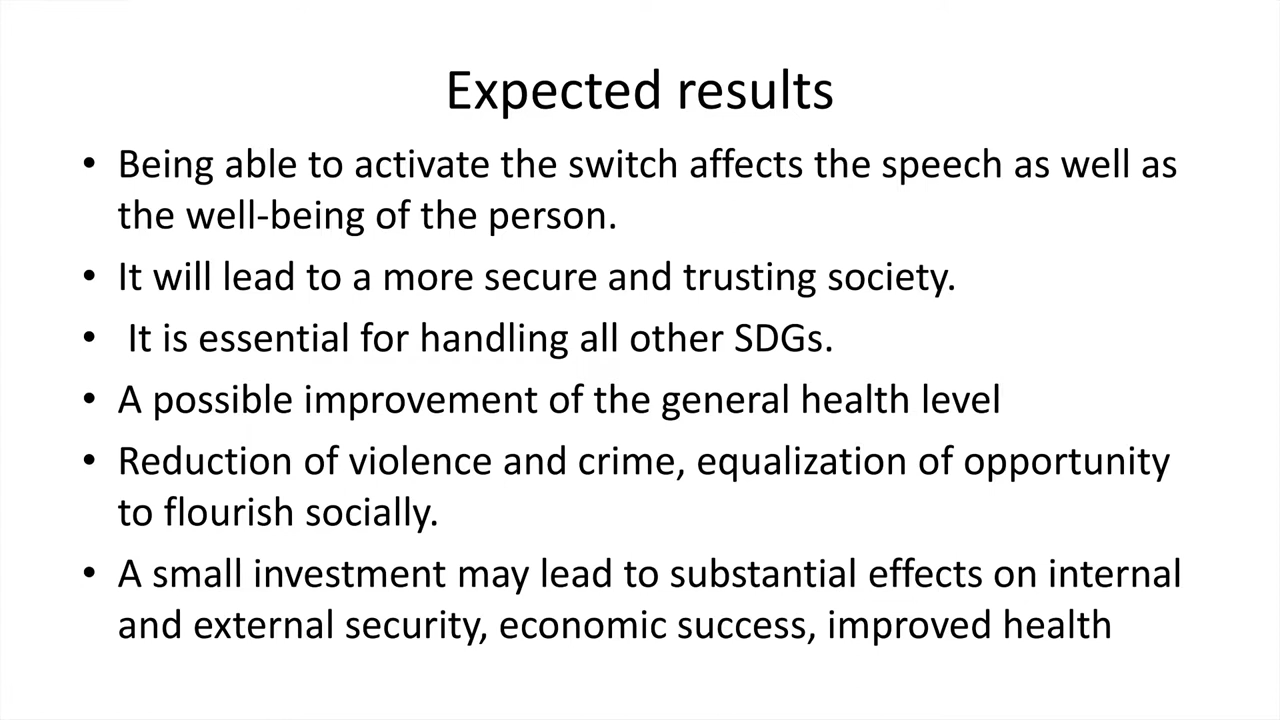 Expected results
• Being able to activate the switch affects the speech as well as
the well-being of the person.
• It will lead to a more secure and trusting society.
• It is essential for handling all other SDGs.
• A possible improvement of the general health level
• Reduction of violence and crime, equalization of opportunity
to flourish socially.
• A small investment may lead to substantial effects on internal
and external security, economic success, improved health